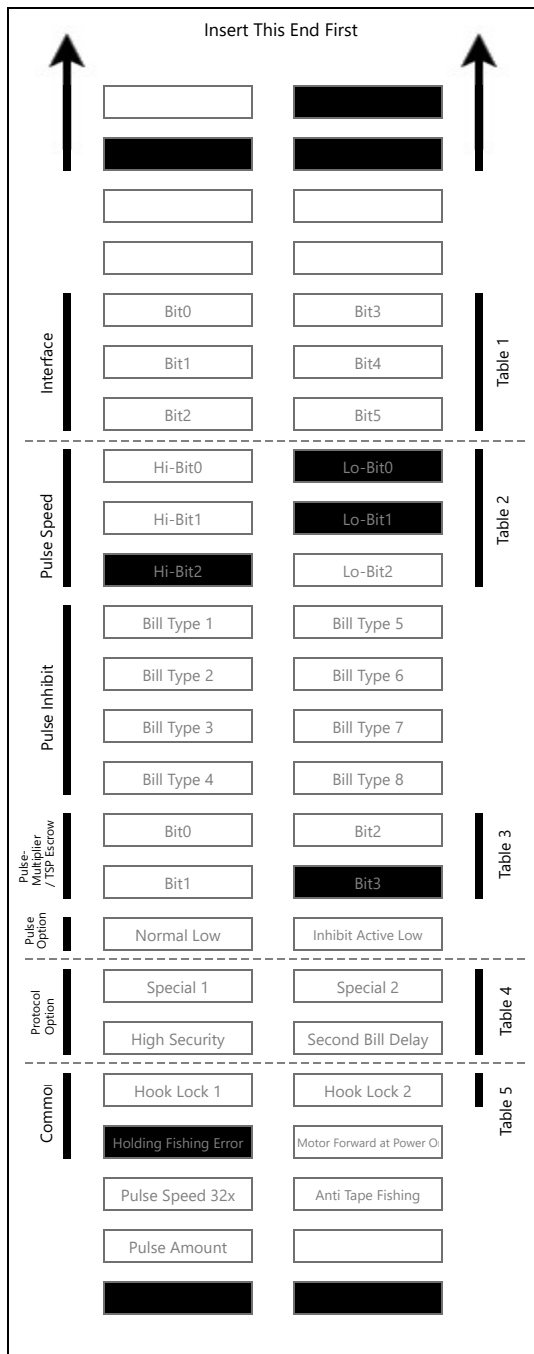 Insert This End First
Interface
Bit0
Bit3
Table 1
Bit1
Bit4
Bit2
Bit5
Pulse Speed
Hi-Bit0
Lo-Bit0
Table 2
Hi-Bit1
Lo-Bit1
Hi-Bit2
Lo-Bit2
Pulse Inhibit
Bill Type 1
Bill Type 5
Bill Type 2
Bill Type 6
Bill Type 3
Bill Type 7
Bill Type 4
Bill Type 8
Pulse-
Multiplier
/ TSP Escrow
Bit0
Bit2
Table 3
Bit1
Bit3
Pulse
Option
Normal Low
Inhibit Active Low
Protocol
Option
Special 1
Special 2
Table 4
High Security
Second Bill Delay
Commo
Hook Lock 1
Hook Lock 2
Table 5
Holding Fishing Error
Motor Forward at Power O
Pulse Speed 32x
Anti Tape Fishing
Pulse Amount